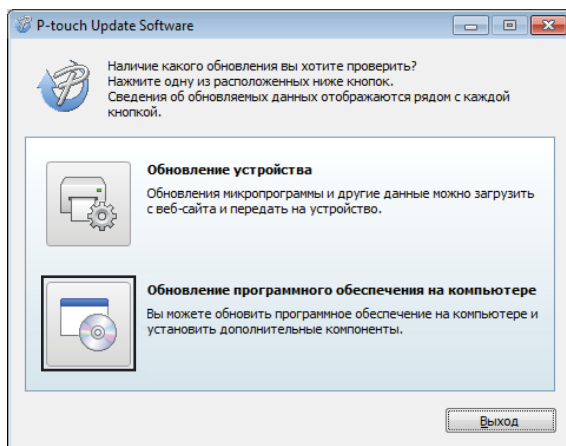 P-touch Update Software
Наличие какого обновления вы хотите проверить?
Нажмите одну из расположенных ниже кнопок.
Сведения об обновляемых данных отображаются рядом с каждой
кнопкой.
Обновление устройства
Обновления микропрограммы и другие данные можно загрузить
с веб-сайта и передать на устройство.
Обновление программного обеспечения на компьютере
Вы можете обновить программное обеспечение на компьютере и
установить дополнительные компоненты.
Выход